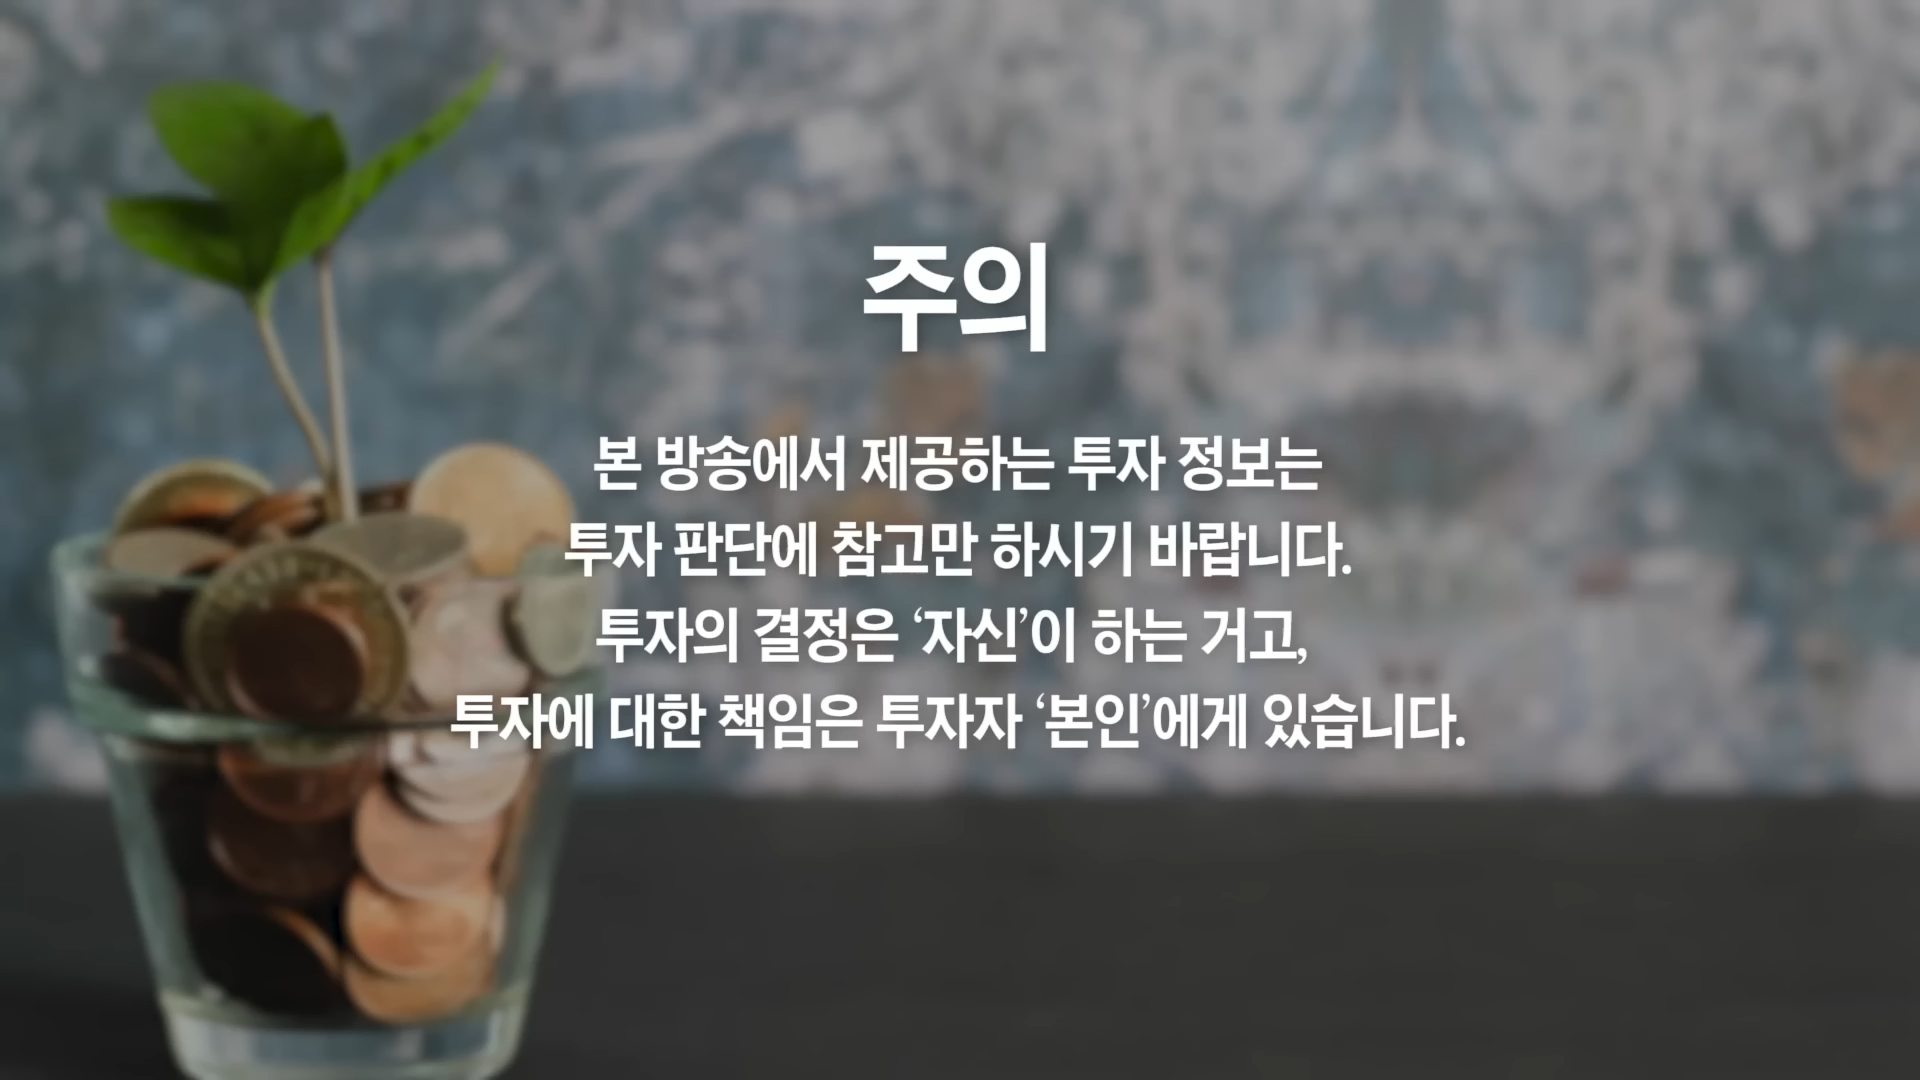 주의
본 방송에서 제공하는 투자 정보는
투자 판단에 참고만 하시기 바랍니다.
투자의 결정은 ‘자신’이 하는 거고,
투자에 대한 책임은 투자자 ‘본인’에게 있습니다.